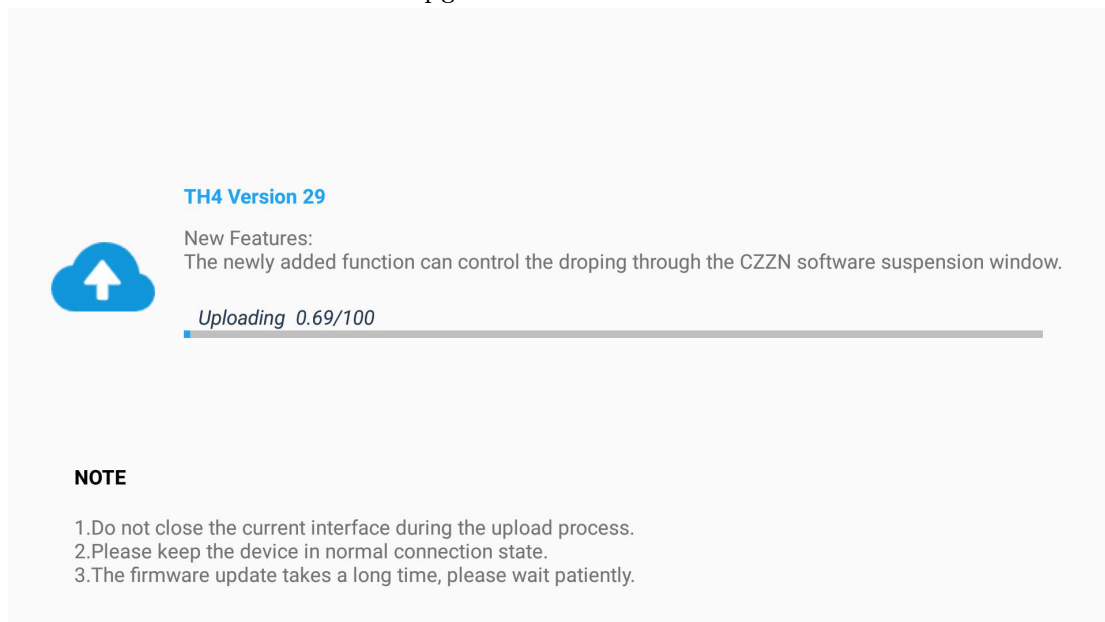 TH4 Version 29
New Features:
The newly added function can control the droping through the CZZN software suspension window.
Uploading 0.69/100
NOTE
1.Do not close the current interface during the upload process.
2.Please keep the device in normal connection state.
3.The firmware update takes a long time, please wait patiently.